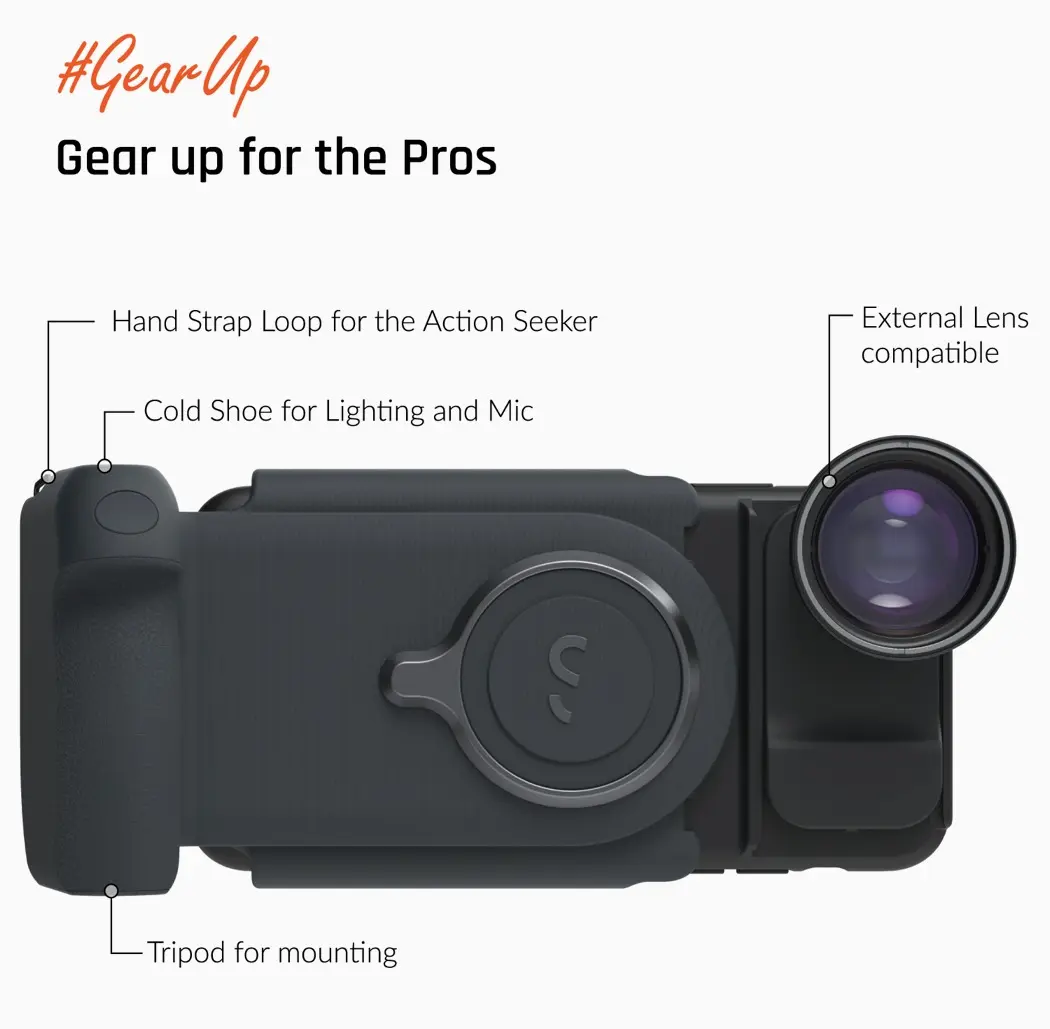 #GearUp
Gear up for the Pros
Hand Strap Loop for the Action Seeker
External Lens
compatible
Cold Shoe for Lighting and Mic
Tripod for mounting